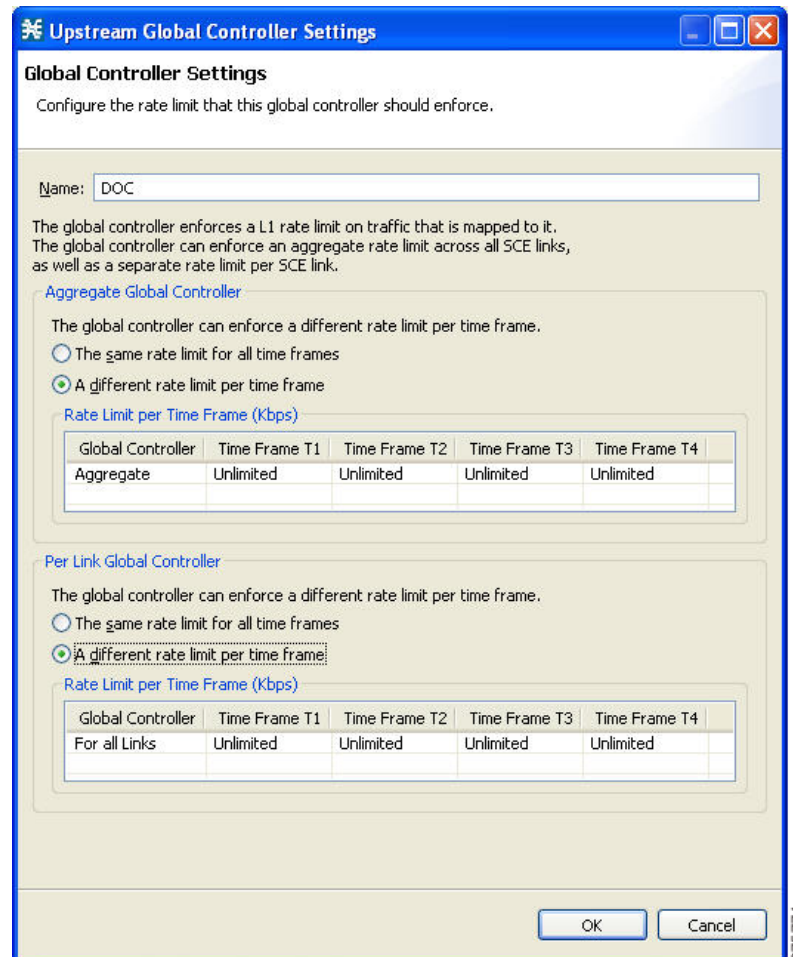 Upstream Global Controller Settings
Global Controller Settings
Configure the rate limit that this global controller should enforce.
Name: DOC
The global controller enforces a L1 rate limit on traffic that is mapped to it.
The global controller can enforce an aggregate rate limit across all SCE links,
as well as a separate rate limit per SCE link.
Aggregate Global Controller
The global controller can enforce a different rate limit per time frame.
The same rate limit for all time frames
A different rate limit per time frame
Rate Limit per Time Frame (Kbps)
Global Controller Time Frame T1 Time Frame T2 Time Frame T3 Time Frame T4
Aggregate Unlimited Unlimited Unlimited Unlimited
Per Link Global Controller
The global controller can enforce a different rate limit per time frame.
The same rate limit for all time frames
A different rate limit per time frame
Rate Limit per Time Frame (Kbps)
Global Controller Time Frame T1 Time Frame T2 Time Frame T3 Time Frame T4
For all Links Unlimited Unlimited Unlimited Unlimited
OK Cancel